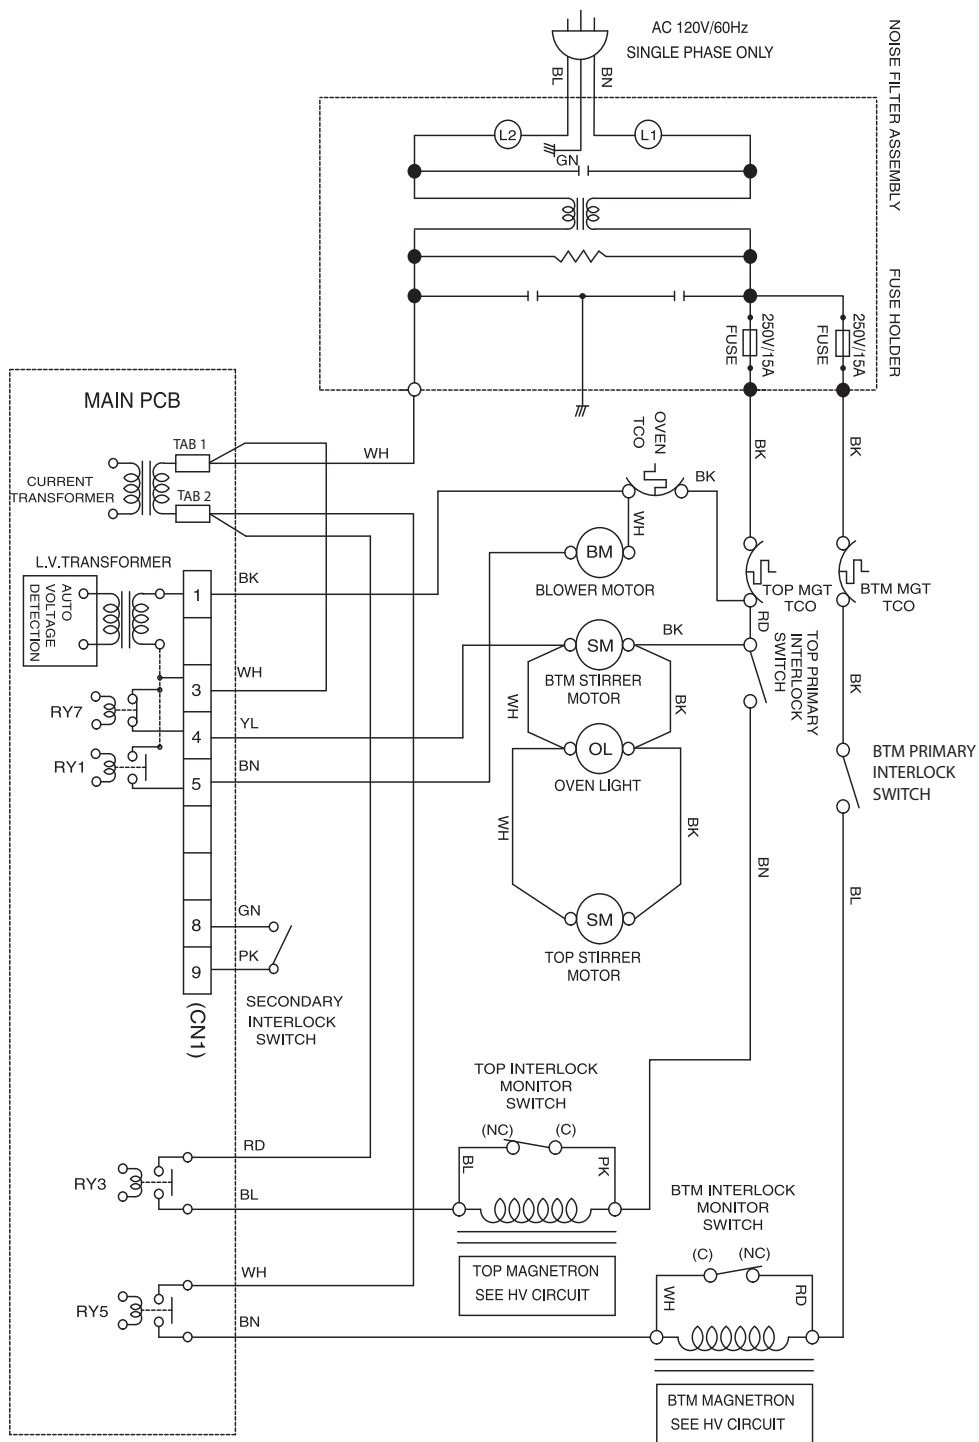 AC 120V/60Hz
SINGLE PHASE ONLY
BL
BN
NOISE FILTER ASSEMBLY
L2
L1
GN
FUSE HOLDER
250V/15A
FUSE
250V/15A
FUSE
MAIN PCB
TAB 1
WH
OVEN
TCO
BK
BK
BK
CURRENT
TRANSFORMER
TAB 2
WH
L.V.TRANSFORMER
AUTO
VOLTAGE
DETECTION
1
BK
BM
BLOWER MOTOR
TOP MGT
TCO
BTM MGT
TCO
RD
TOP PRIMARY
INTERLOCK
SWITCH
3
WH
SM
BK
BTM STIRRER
MOTOR
RY7
4
YL
WH
BK
BK
RY1
5
BN
OL
OVEN LIGHT
BTM PRIMARY
INTERLOCK
SWITCH
WH
BK
BN
BL
8
GN
SM
TOP STIRRER
MOTOR
9
PK
SECONDARY
INTERLOCK
SWITCH
(CN1)
TOP INTERLOCK
MONITOR
SWITCH
(NC)
(C)
BL
PK
RY3
RD
BL
TOP MAGNETRON
SEE HV CIRCUIT
BTM INTERLOCK
MONITOR
SWITCH
(C)
(NC)
WH
RD
RY5
WH
BN
BTM MAGNETRON
SEE HV CIRCUIT